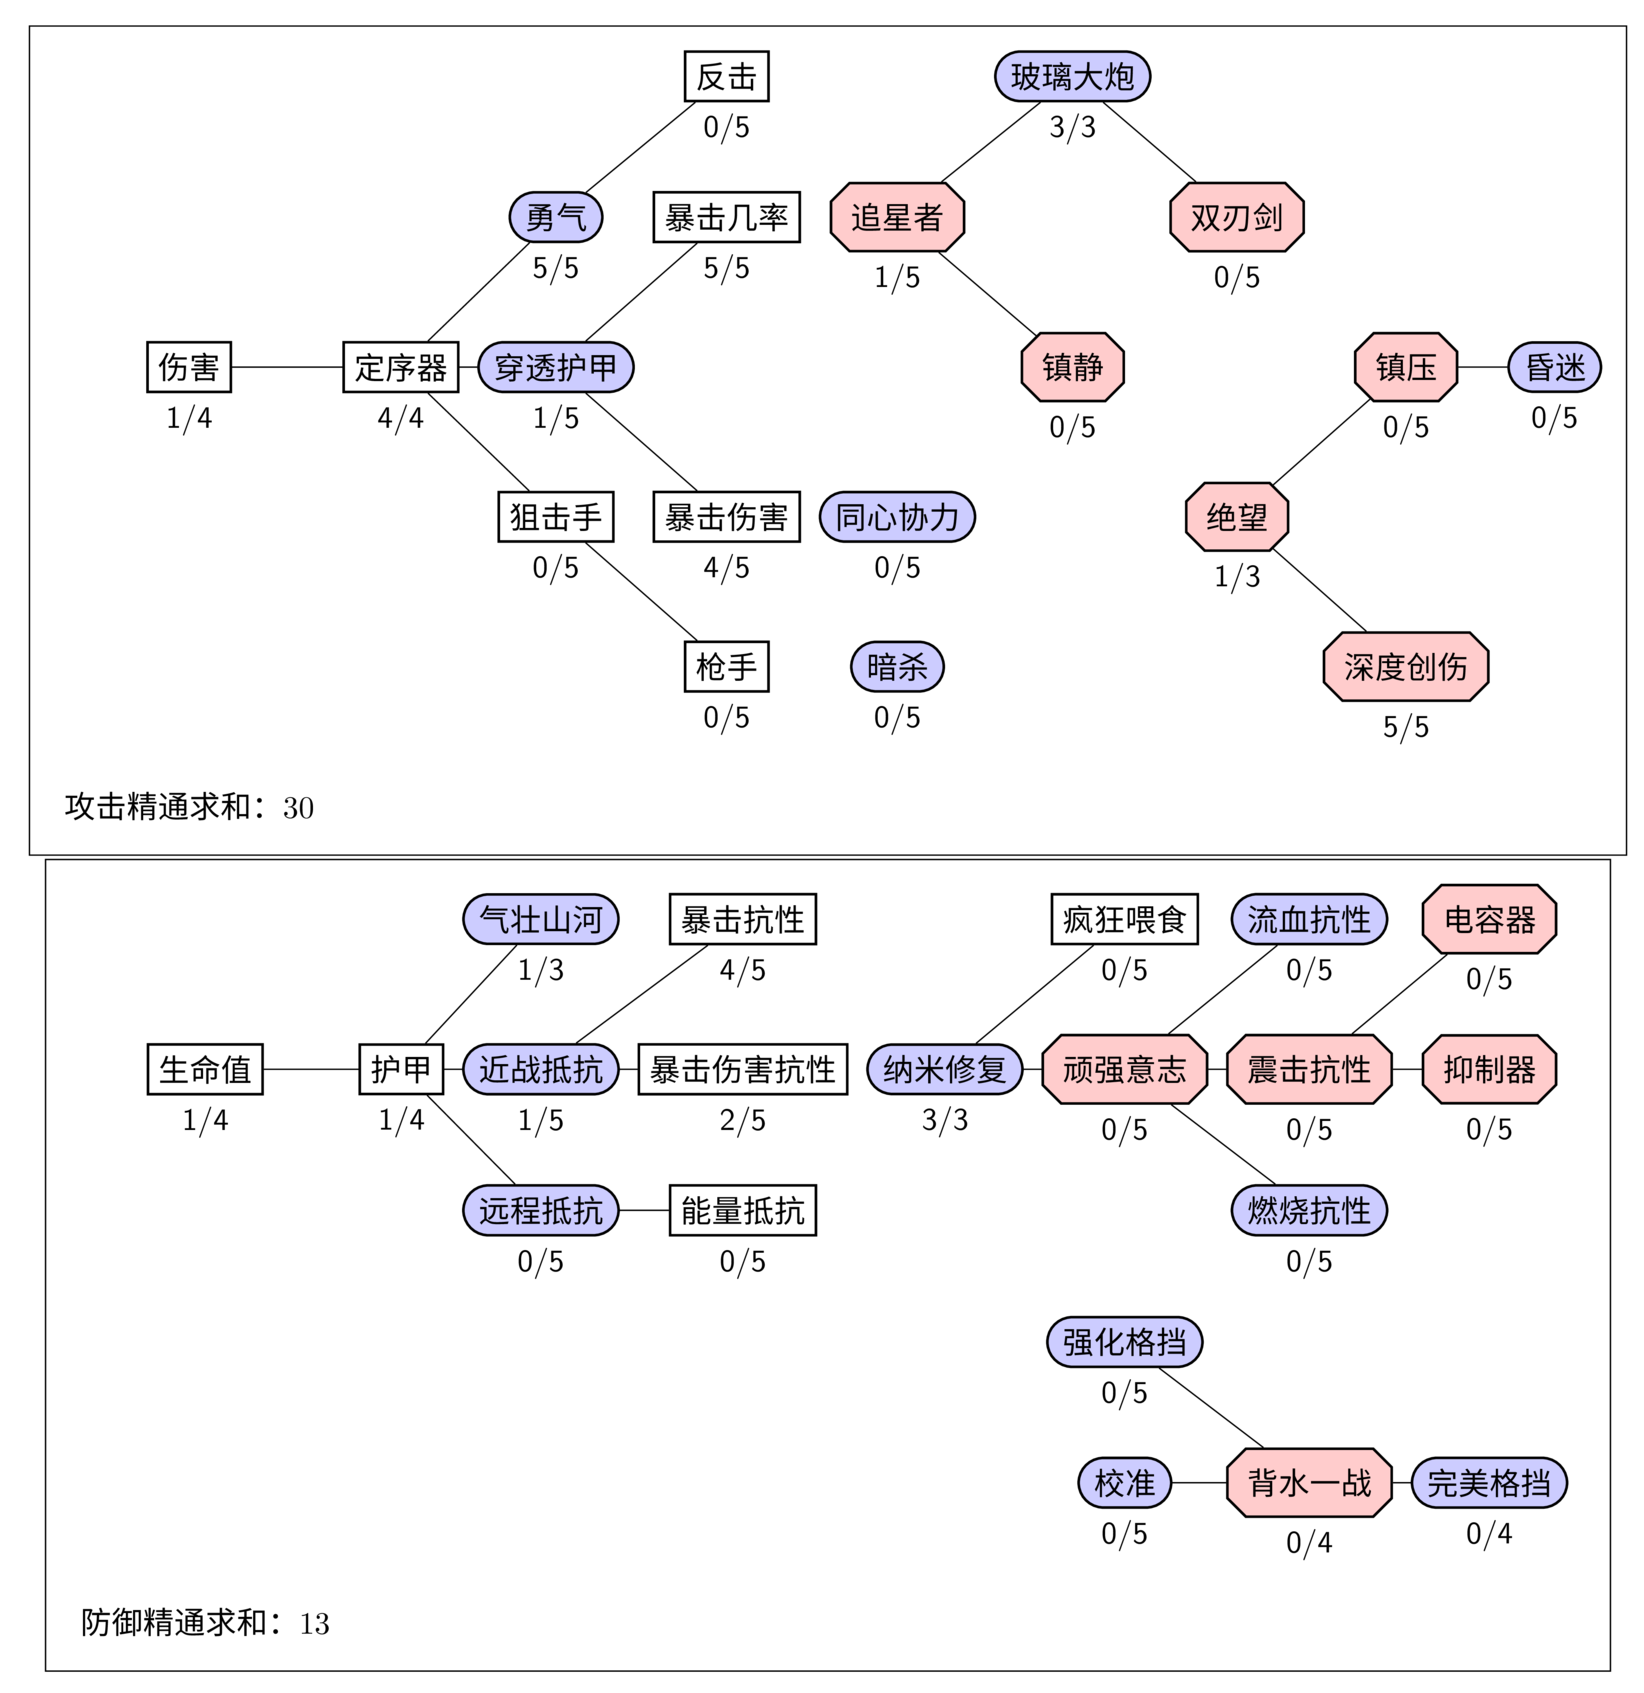 反击
0/5
玻璃大炮
3/3
勇气
5/5
暴击几率
5/5
追星者
1/5
双刃剑
0/5
伤害
1/4
定序器
4/4
穿透护甲
1/5
镇静
0/5
镇压
0/5
昏迷
0/5
狙击手
0/5
暴击伤害
4/5
同心协力
0/5
绝望
1/3
枪手
0/5
暗杀
0/5
深度创伤
5/5
攻击精通求和：30
气壮山河
1/3
暴击抗性
4/5
疯狂喂食
0/5
流血抗性
0/5
电容器
0/5
生命值
1/4
护甲
1/4
近战抵抗
1/5
暴击伤害抗性
2/5
纳米修复
3/3
顽强意志
0/5
震击抗性
0/5
抑制器
0/5
远程抵抗
0/5
能量抵抗
0/5
燃烧抗性
0/5
强化格挡
0/5
校准
0/5
背水一战
0/4
完美格挡
0/4
防御精通求和：13